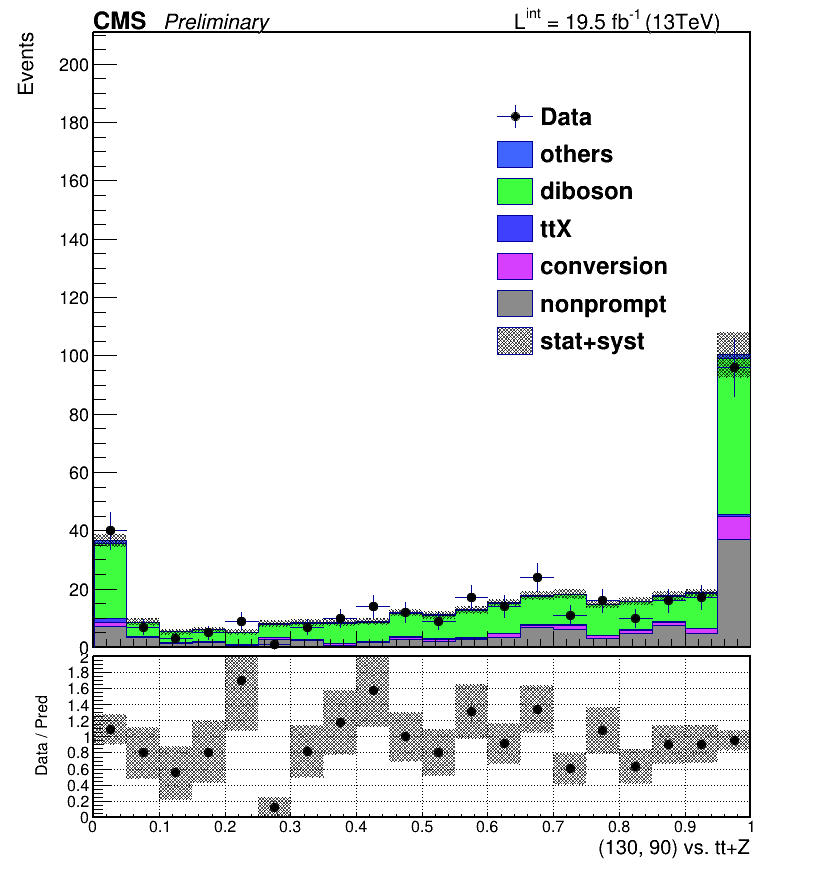 CMS Preliminary L^int = 19.5 fb^-1 (13TeV)
Events
200
180
160
140
120
100
80
60
40
20
0
Data
others
diboson
ttX
conversion
nonprompt
stat+syst
Data / Pred
2
1.8
1.6
1.4
1.2
1
0.8
0.6
0.4
0.2
0
0 0.1 0.2 0.3 0.4 0.5 0.6 0.7 0.8 0.9 1
(130, 90) vs. tt+Z